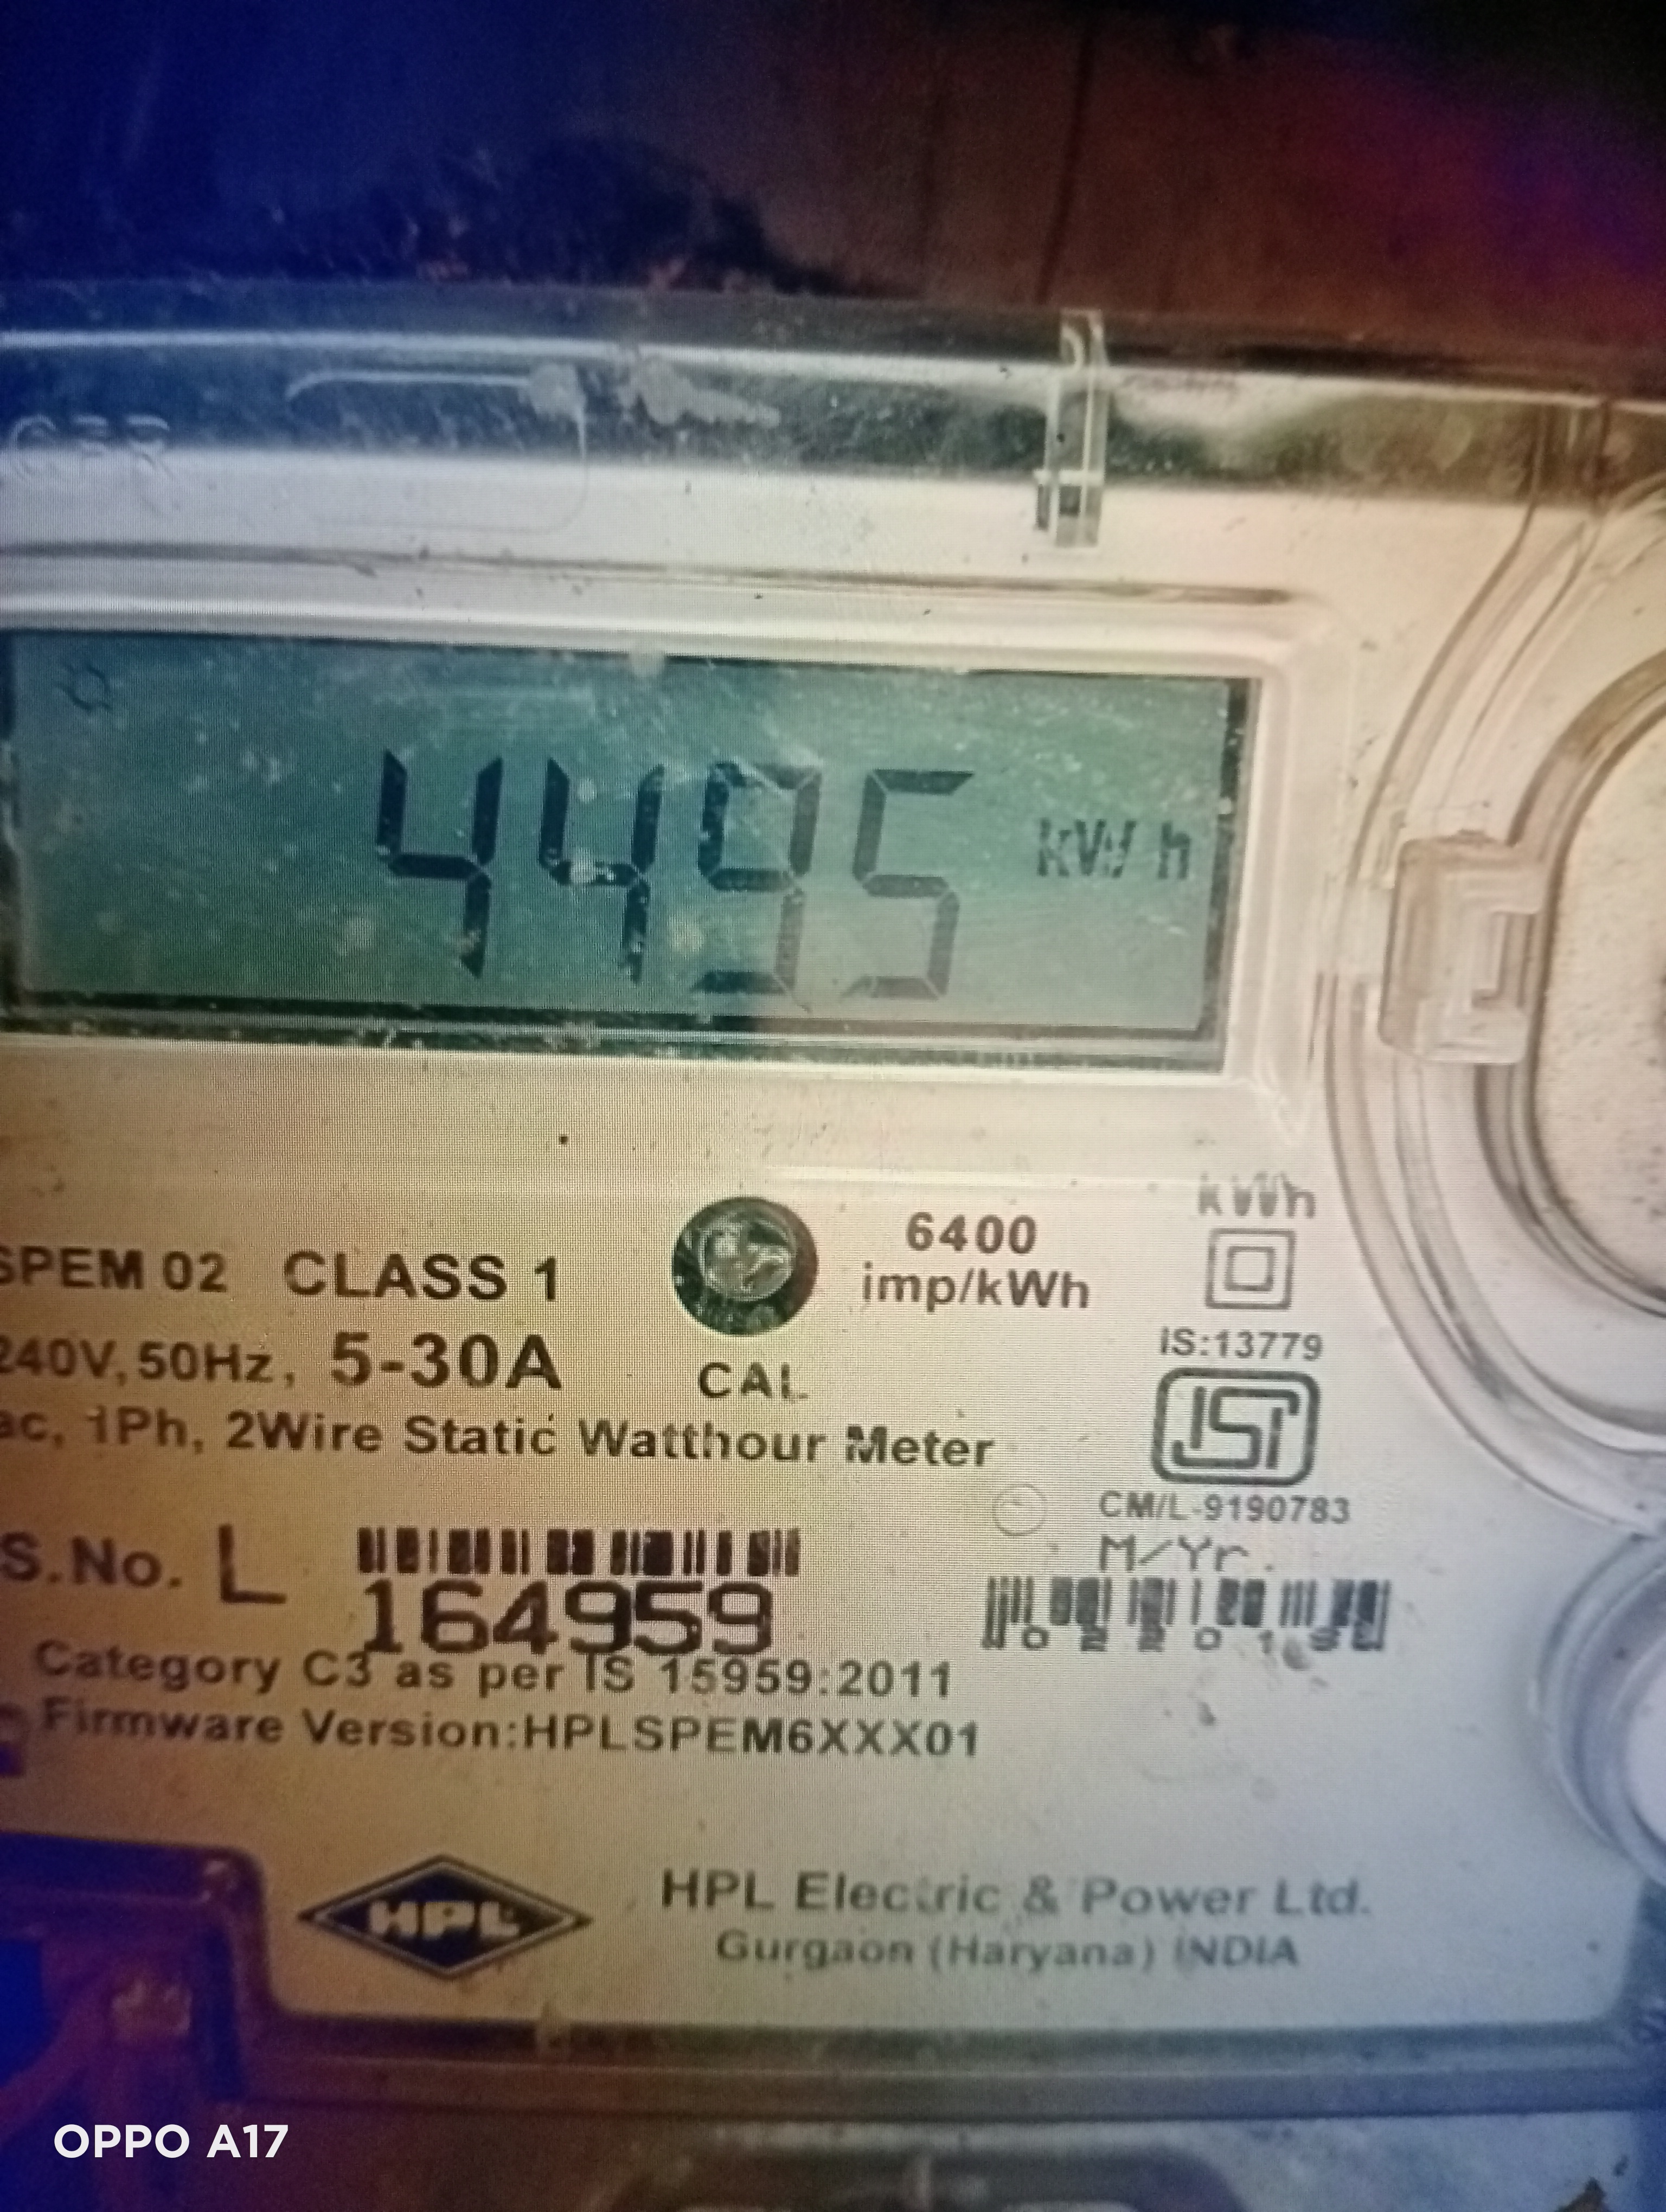 4495 kWh
kWh
6400
imp/kWh
SPEM 02 CLASS 1
IS:13779
240V, 50Hz, 5-30A
CAL
ISI
ac, 1Ph, 2Wire Static Watthour Meter
CM/L-9190783
M/Yr.
S.No. L
164959
Category C3 as per IS 15959:2011
Firmware Version:HPLSPEM6XXX01
HPL
HPL Electric & Power Ltd.
Gurgaon (Haryana) INDIA
OPPO A17